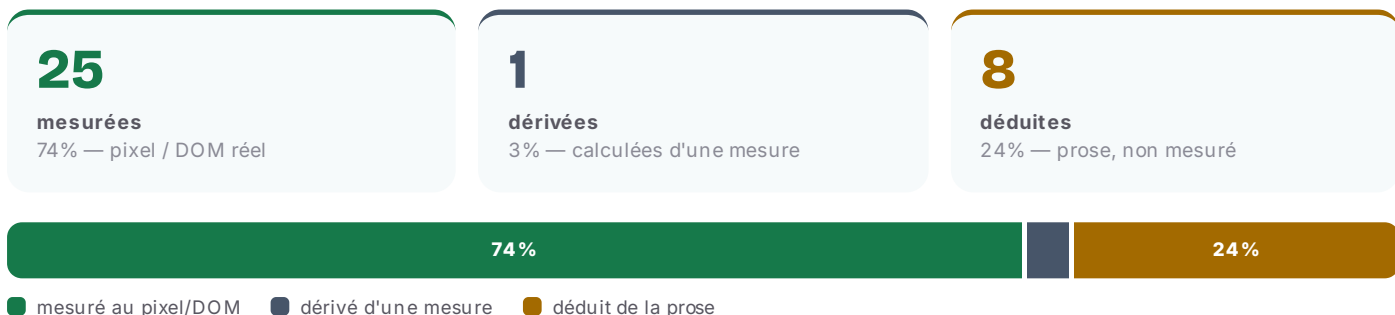 25
mesurées
74% — pixel / DOM réel
1
dérivées
3% — calculées d'une mesure
8
déduites
24% — prose, non mesuré
74%
24%
mesuré au pixel/DOM
dérivé d'une mesure
déduit de la prose